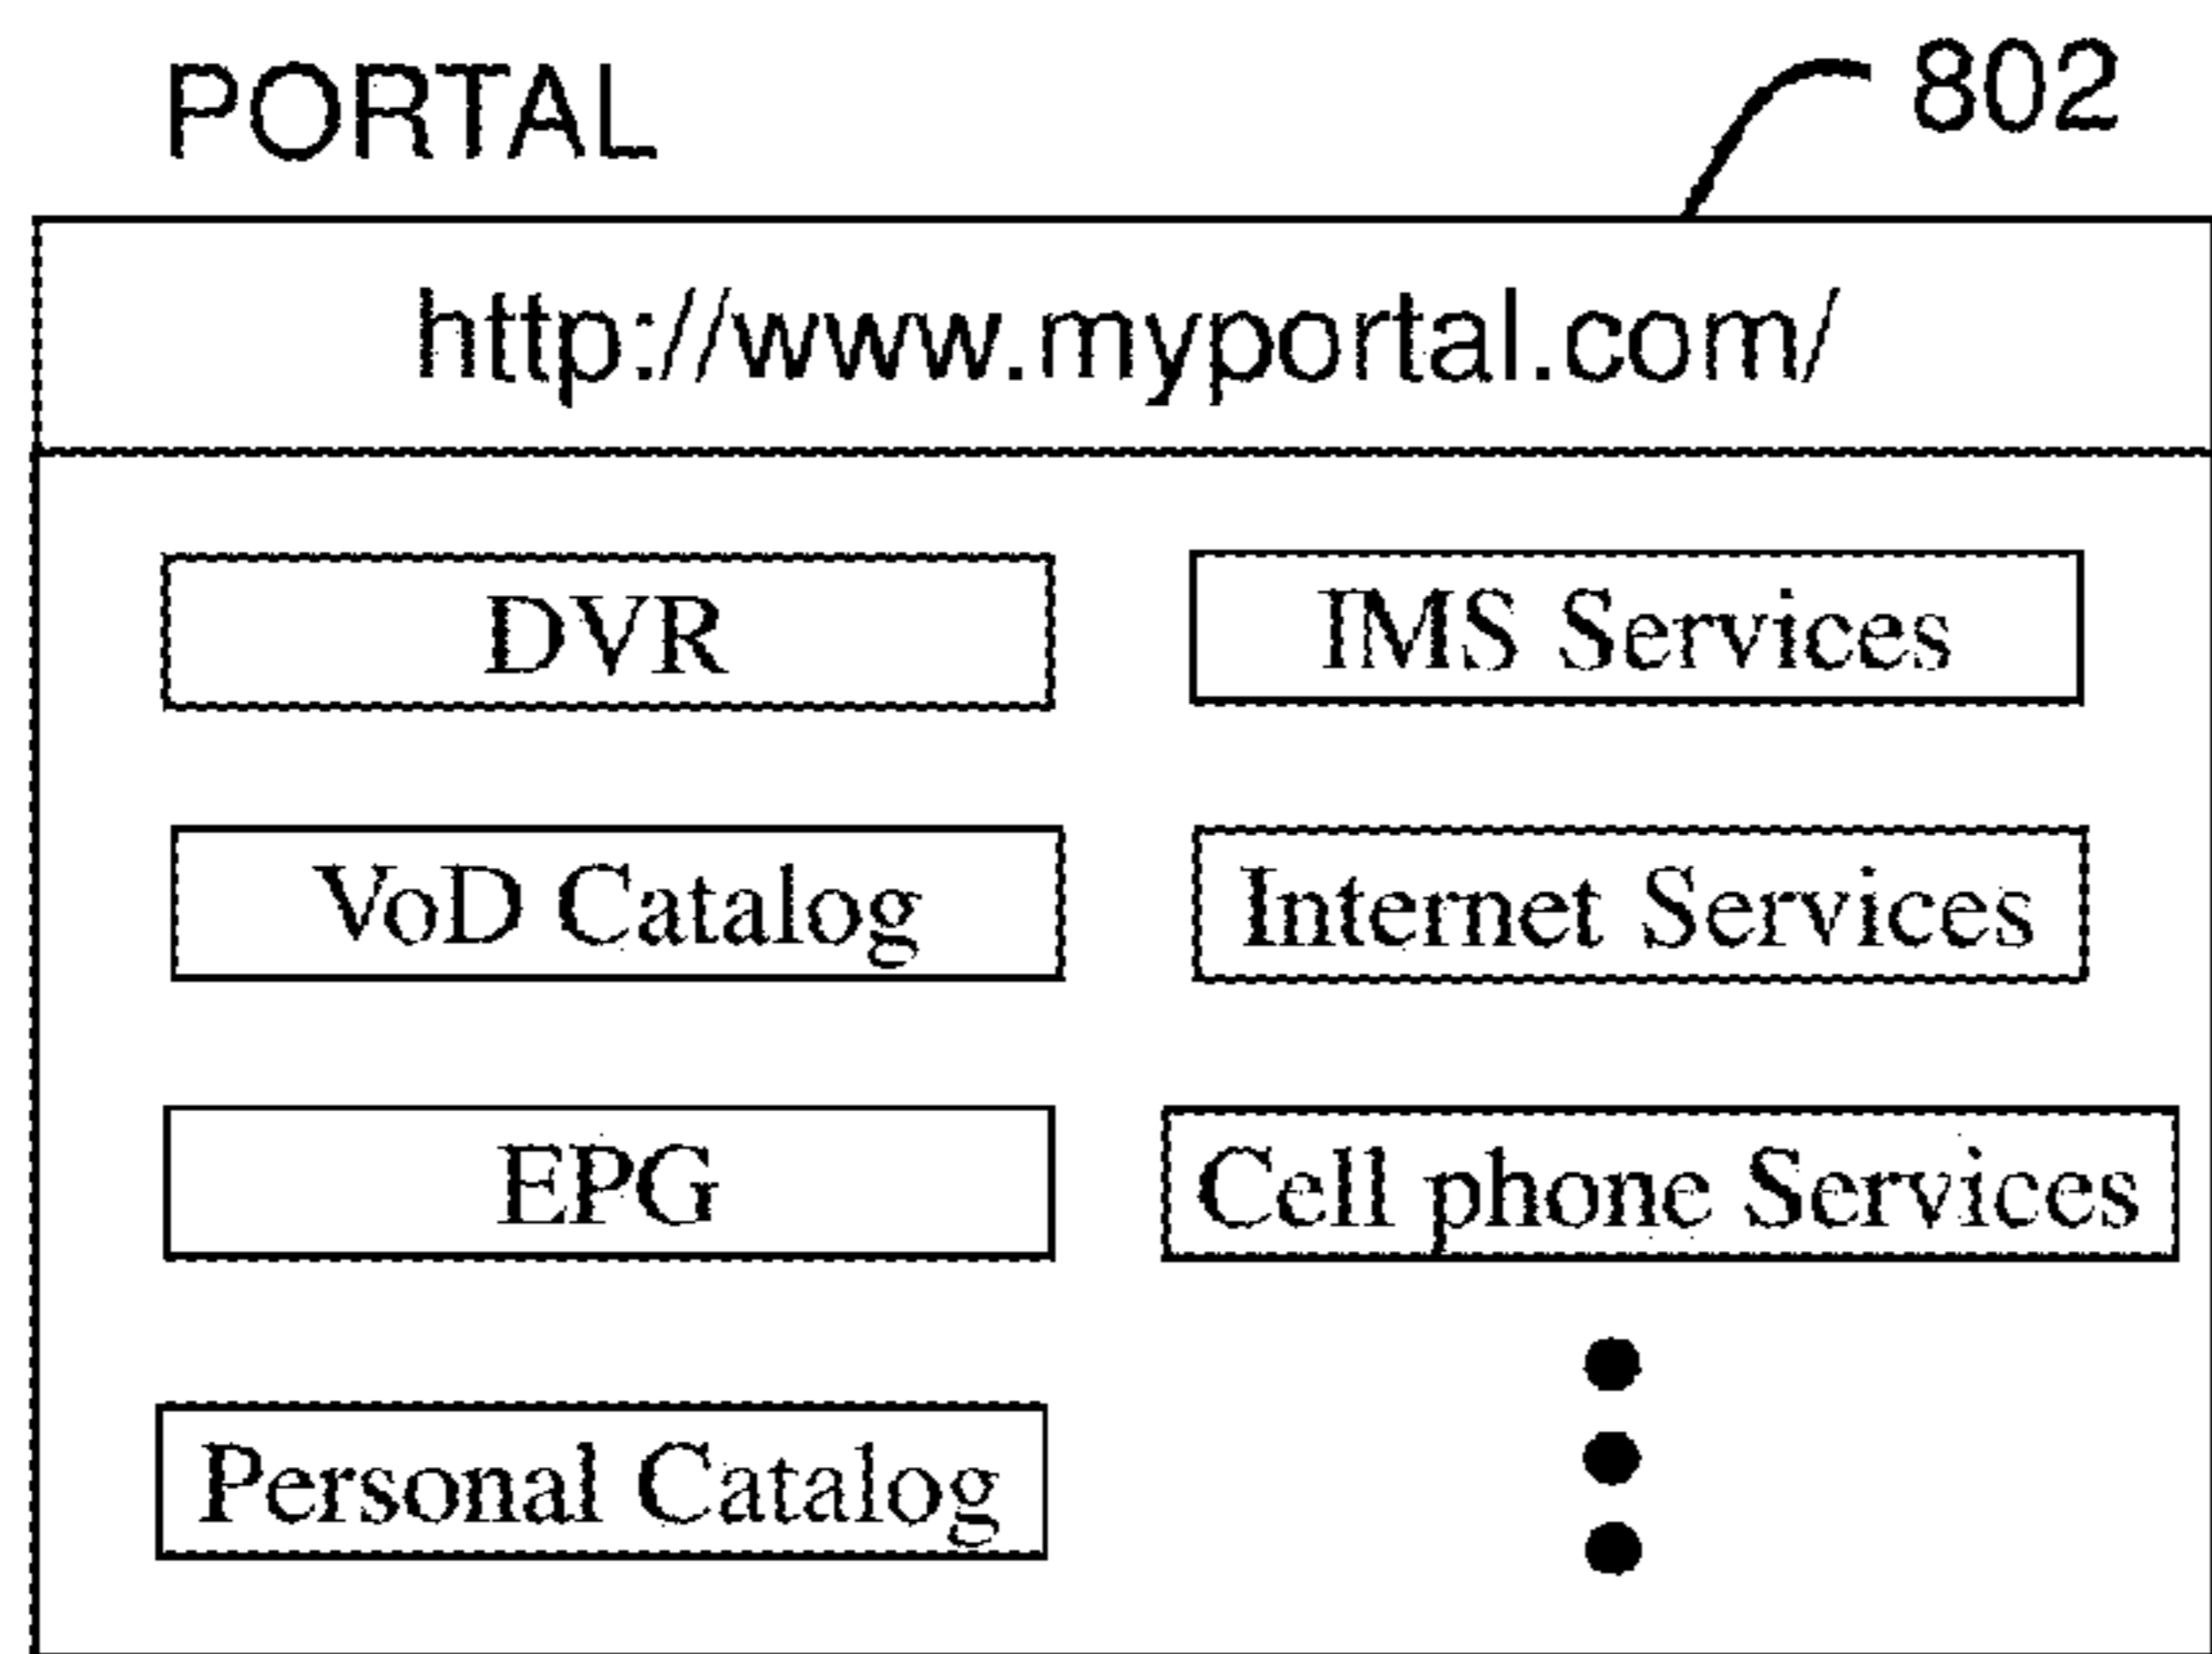 PORTAL
802
http://www.myportal.com/
DVR
IMS Services
VoD Catalog
Internet Services
EPG
Cell phone Services
Personal Catalog